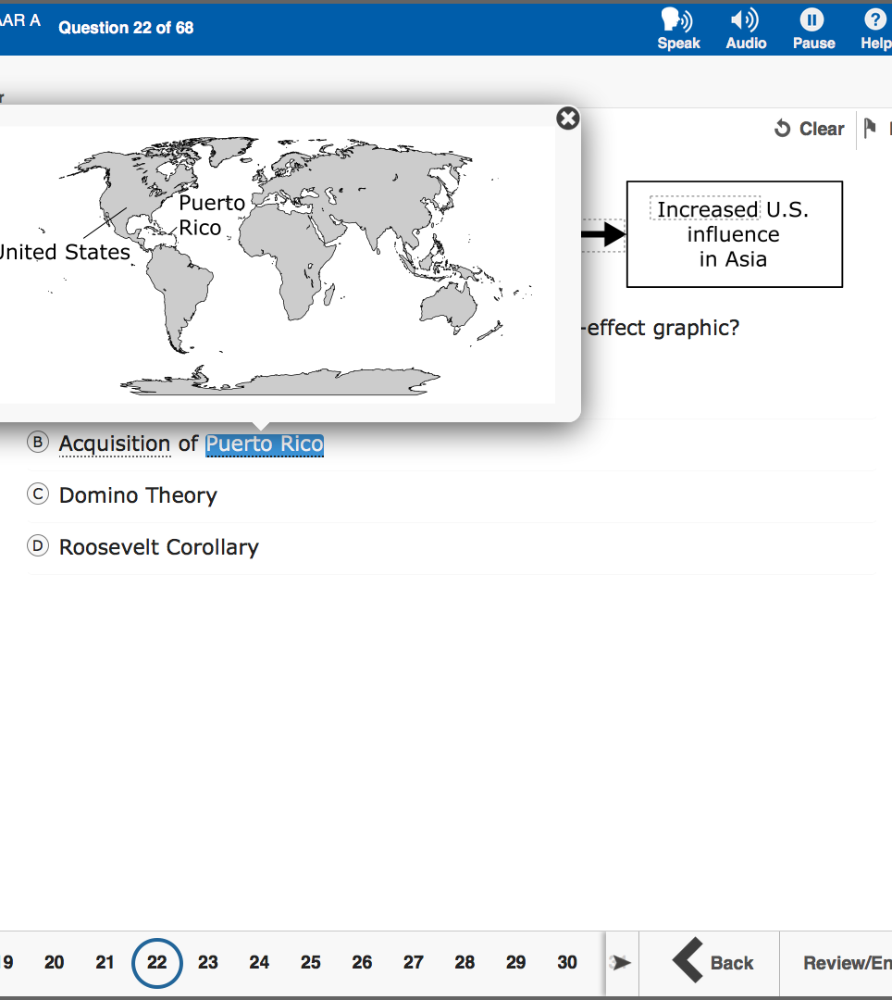 AR A
Question 22 of 68
Speak
Audio
Pause
Help
r
Clear
Puerto
Rico
United States
Increased U.S.
influence
in Asia
-effect graphic?
B Acquisition of Puerto Rico
C Domino Theory
D Roosevelt Corollary
9 20 21 22 23 24 25 26 27 28 29 30
Back
Review/En